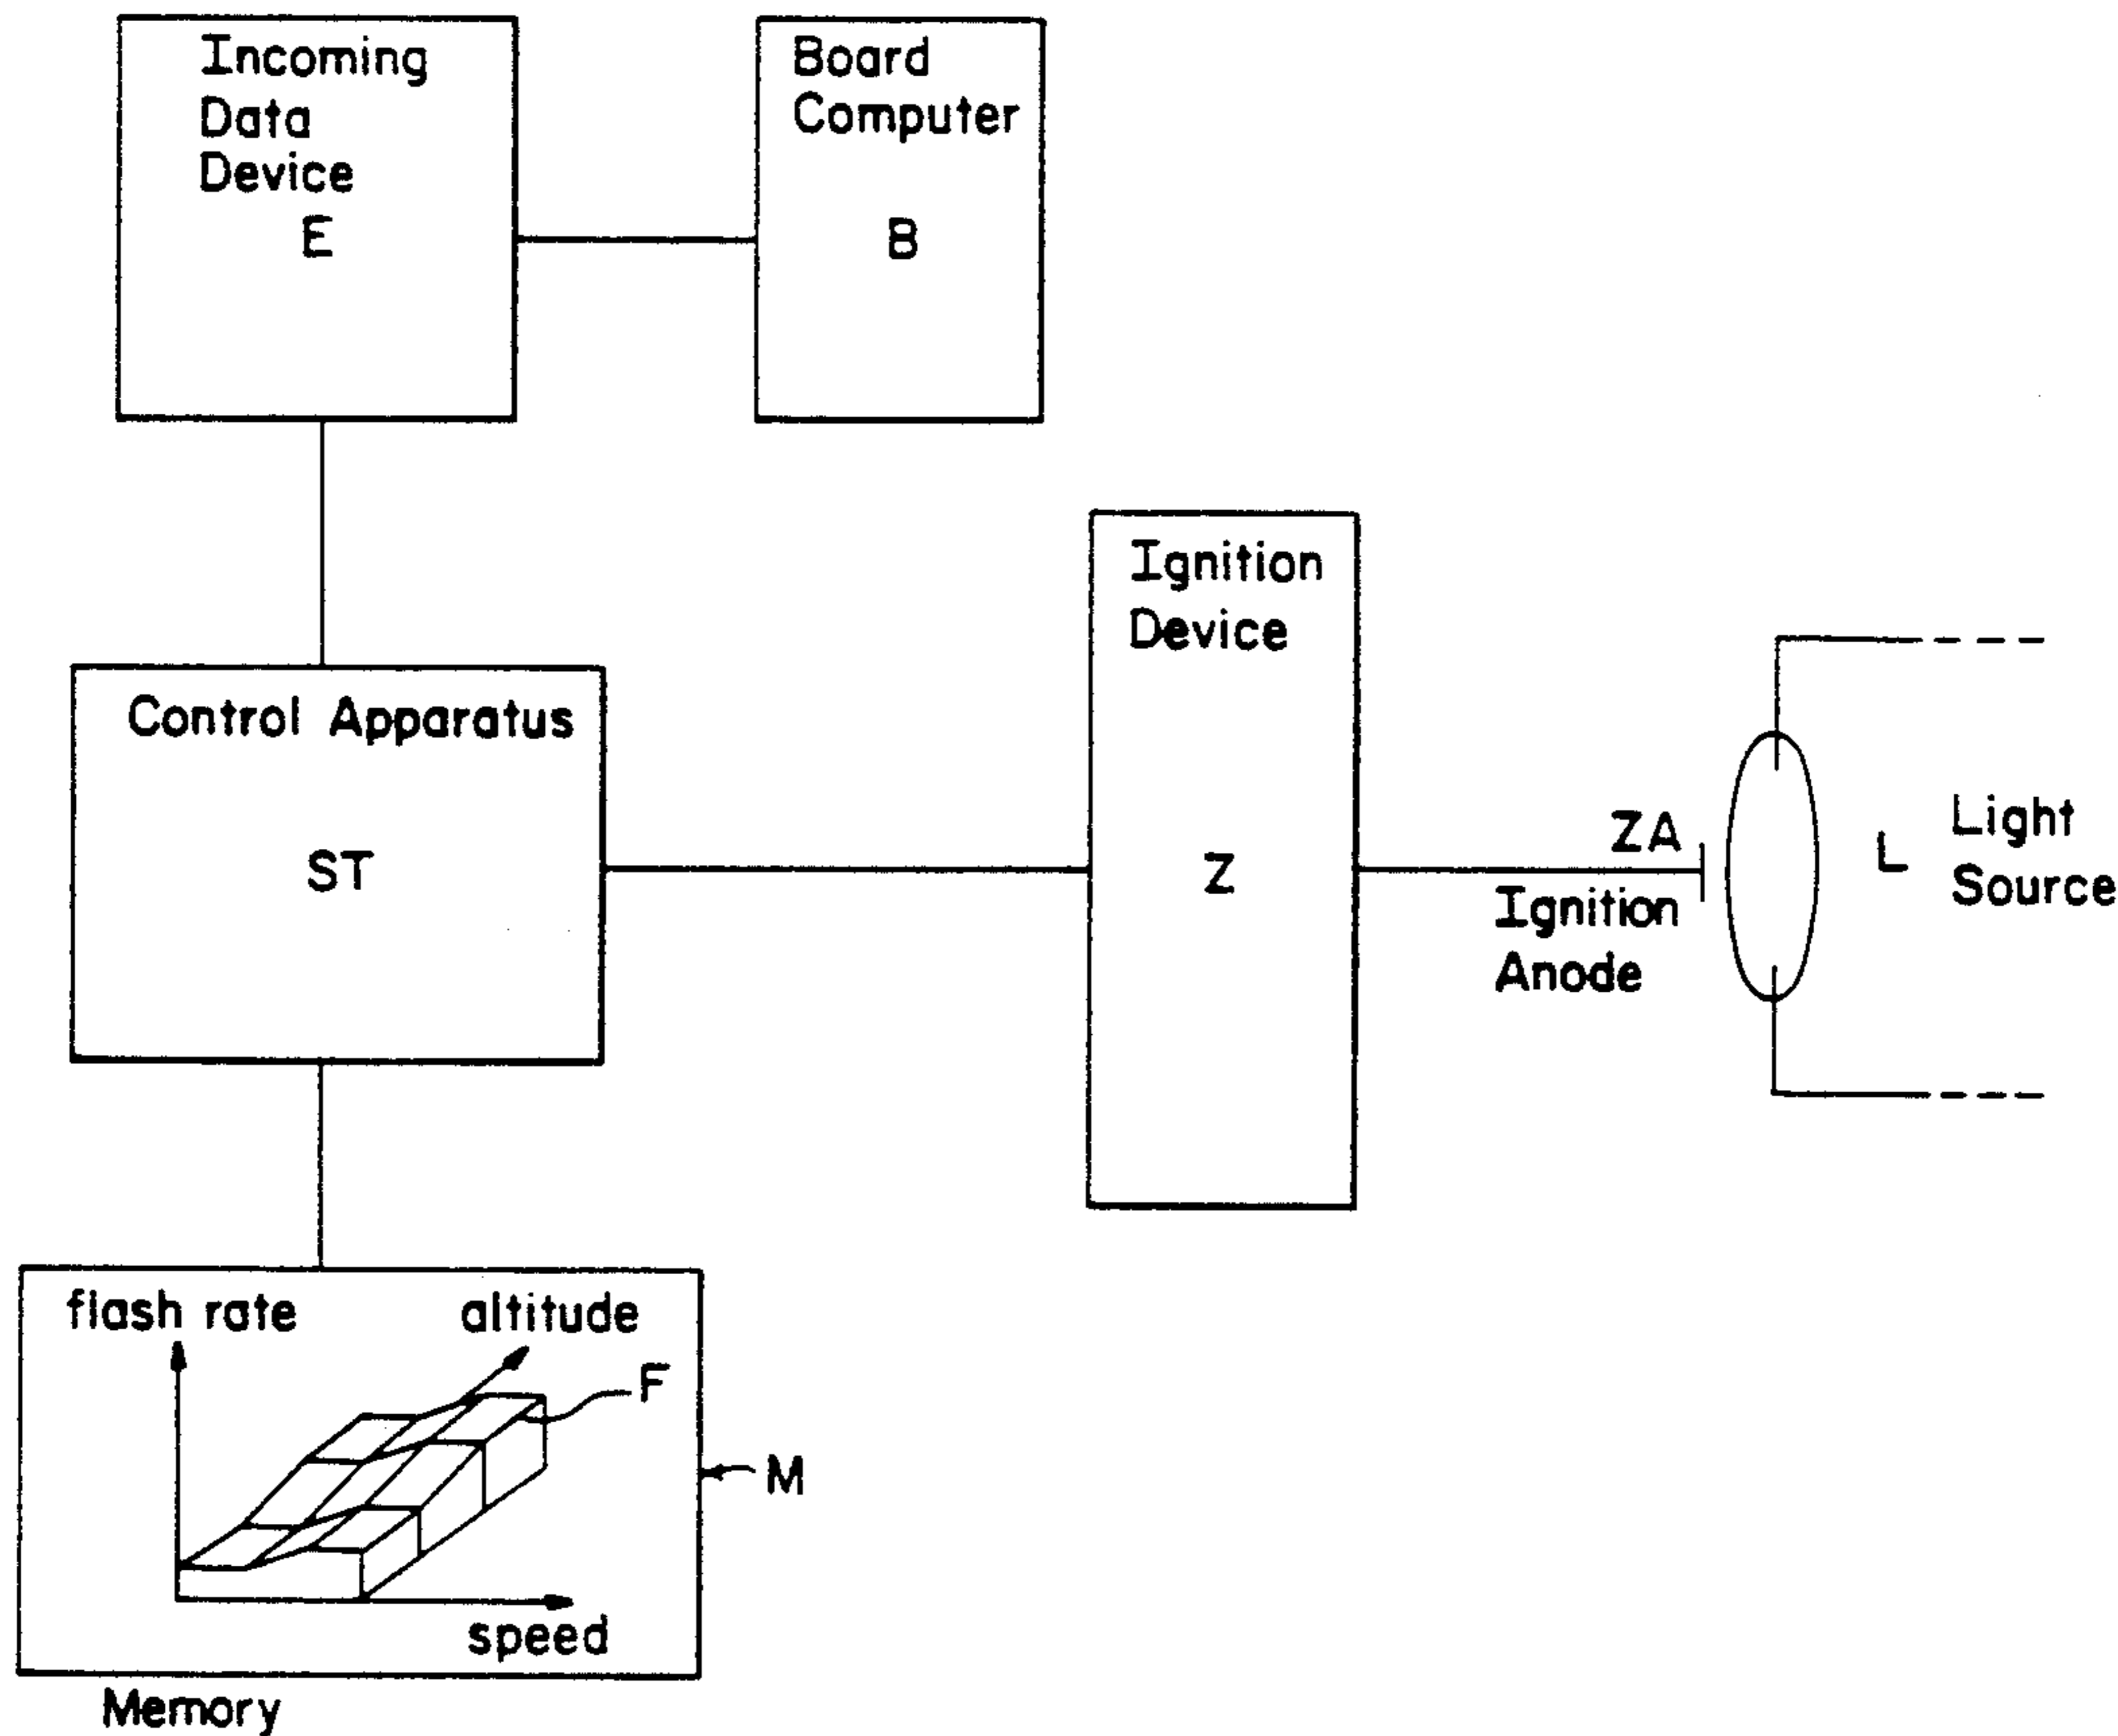 Incoming
Data
Device
E
Board
Computer
B
Ignition
Device
Z
Control Apparatus
ST
ZA
Ignition
Anode
L
Light
Source
flash rate
altitude
F
M
speed
Memory